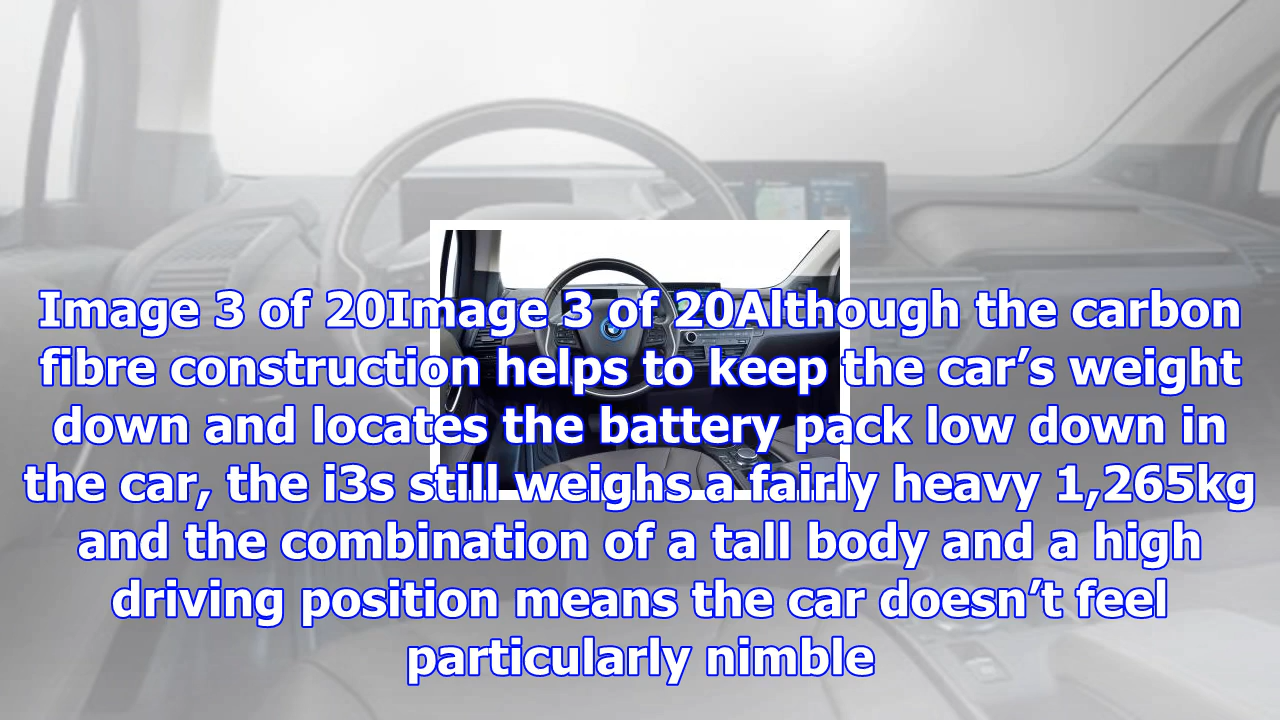 Image 3 of 20Image 3 of 20Although the carbon
fibre construction helps to keep the car’s weight
down and locates the battery pack low down in
the car, the i3s still weighs a fairly heavy 1,265kg
and the combination of a tall body and a high
driving position means the car doesn’t feel
particularly nimble